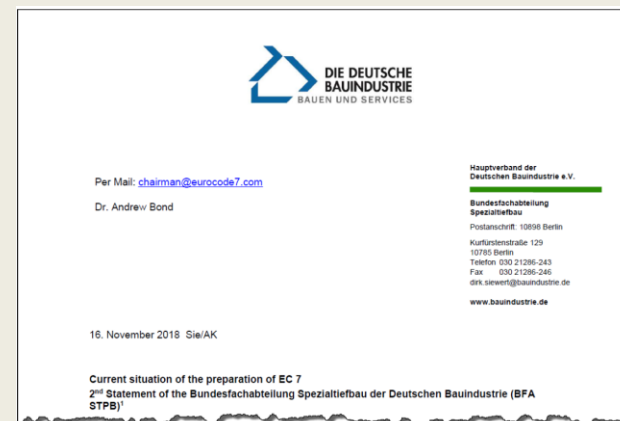 DIE DEUTSCHE
BAUINDUSTRIE
BAUEN UND SERVICES
Hauptverband der
Deutschen Bauindustrie e.V.
Per Mail: chairman@eurocode7.com
Dr. Andrew Bond
Bundesfachabteilung
Spezialtiefbau
Postanschrift: 10898 Berlin
Kurfürstenstraße 129
10785 Berlin
Telefon 030 21286-243
Fax 030 21286-246
dirk.siewert@bauindustrie.de
www.bauindustrie.de
16. November 2018 Sie/AK
Current situation of the preparation of EC 7
2nd Statement of the Bundesfachabteilung Spezialtiefbau der Deutschen Bauindustrie (BFA
STPB)¹